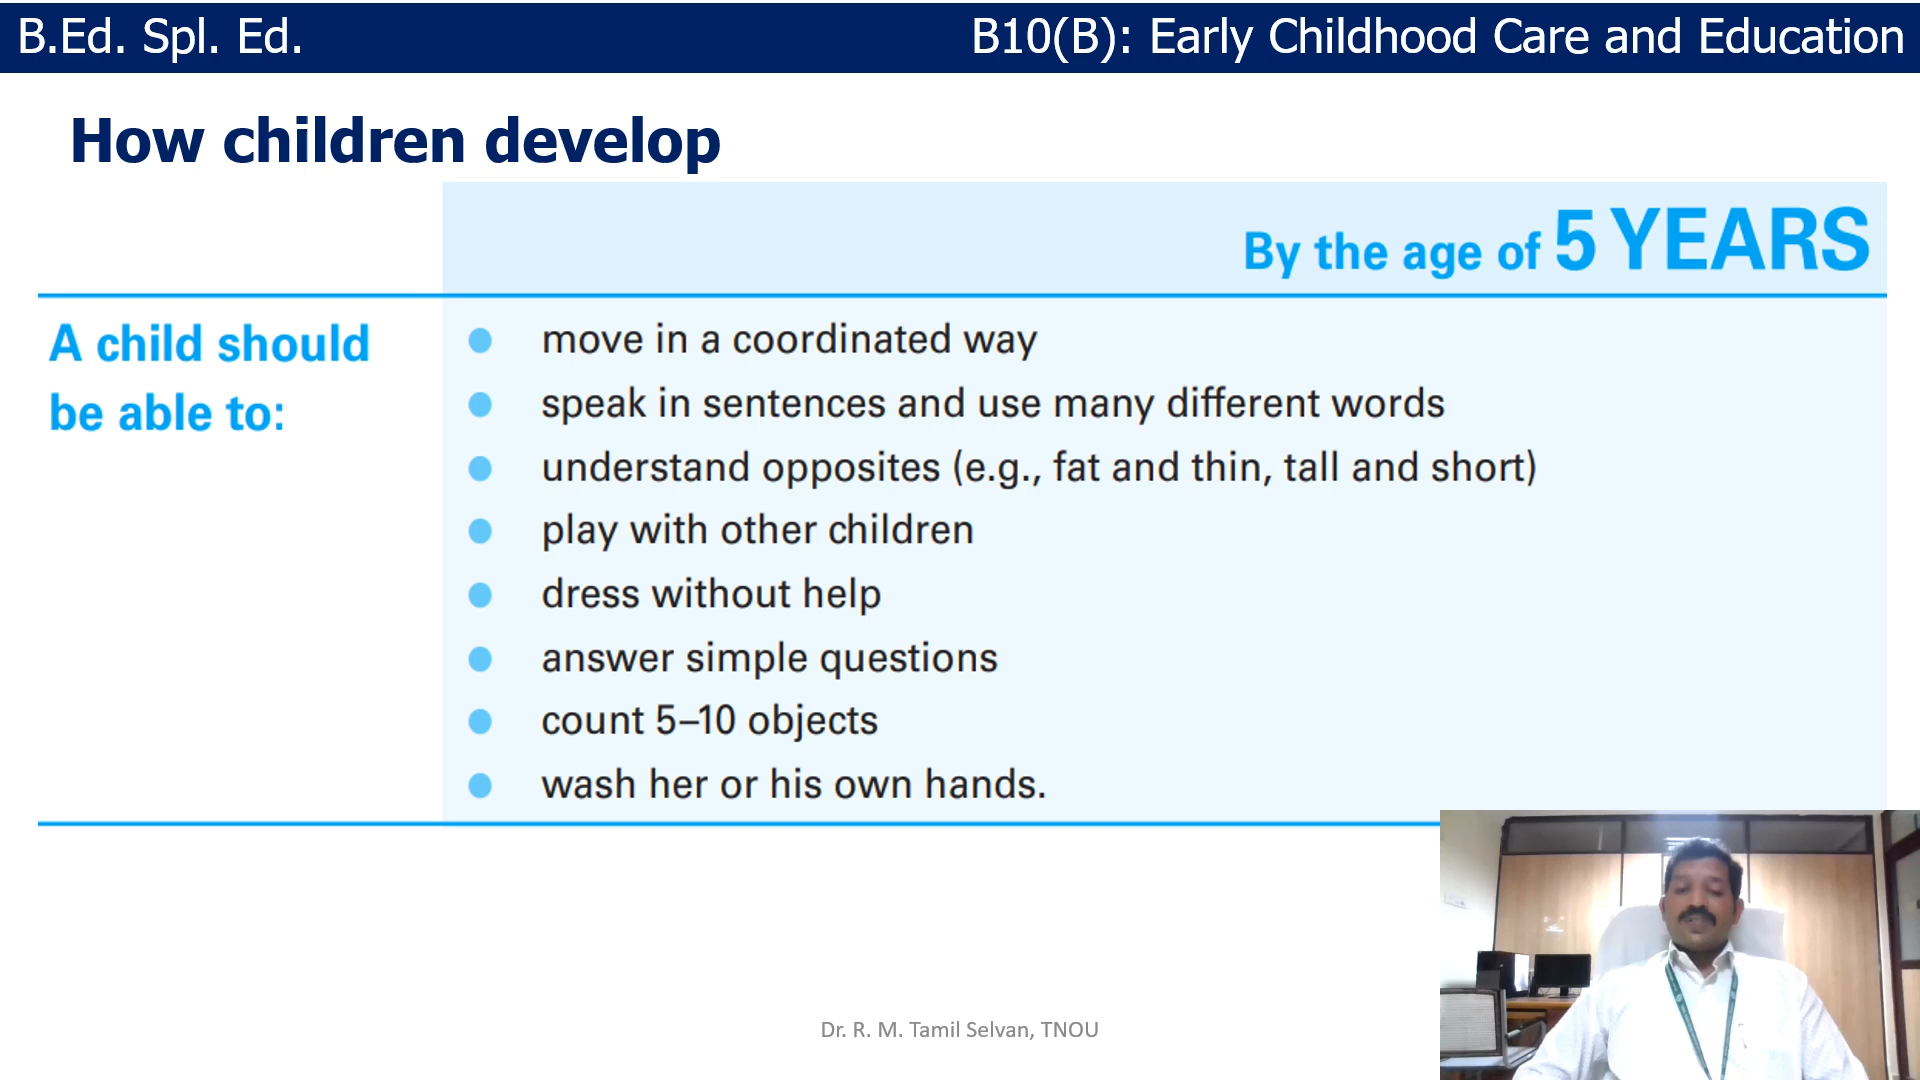 B.Ed. Spl. Ed.
B10(B): Early Childhood Care and Education
How children develop
By the age of 5 YEARS
A child should
be able to:
● move in a coordinated way
● speak in sentences and use many different words
● understand opposites (e.g., fat and thin, tall and short)
● play with other children
● dress without help
● answer simple questions
● count 5–10 objects
● wash her or his own hands.
Dr. R. M. Tamil Selvan, TNOU